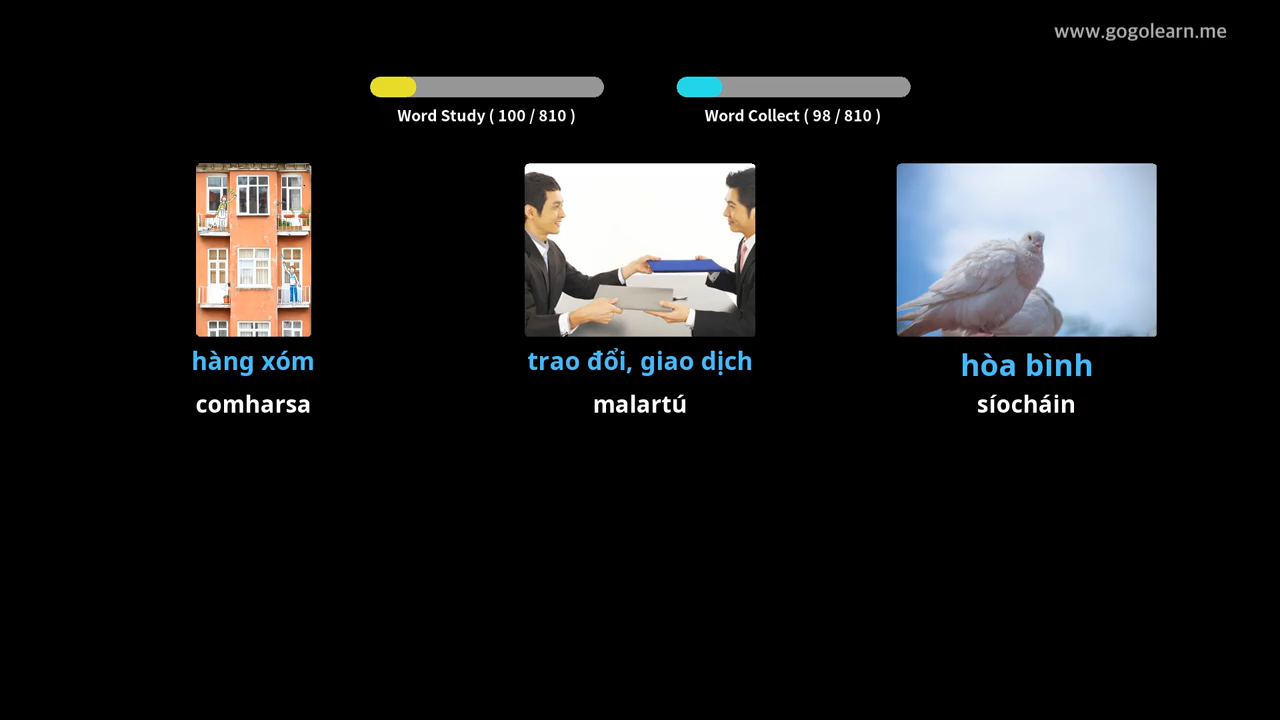 www.gogolearn.me
Word Study ( 100 / 810 )
Word Collect ( 98 / 810 )
hàng xóm
trao đổi, giao dịch
hòa bình
comharsa
malartú
síocháin